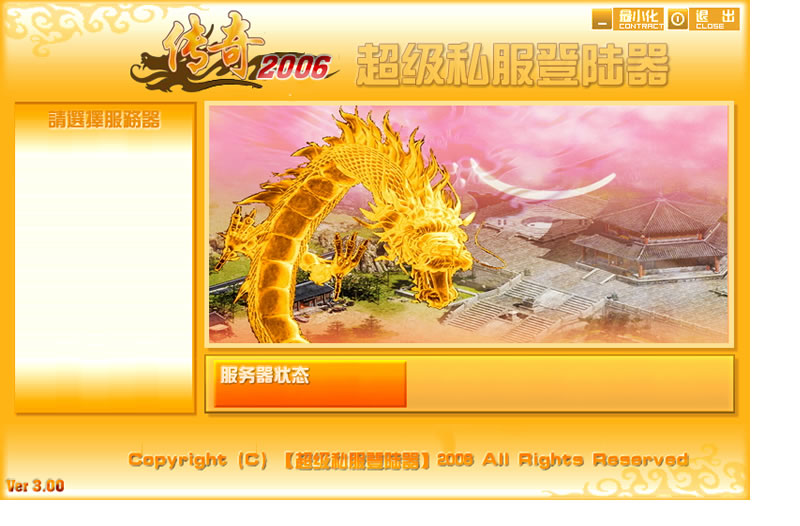 最小化
CONTRACT
退 出
CLOSE
传奇2006
超级私服登陆器
請選擇服務器
服务器状态
Copyright (C) 【超级私服登陆器】2006 All Rights Reserved
Ver 3.00